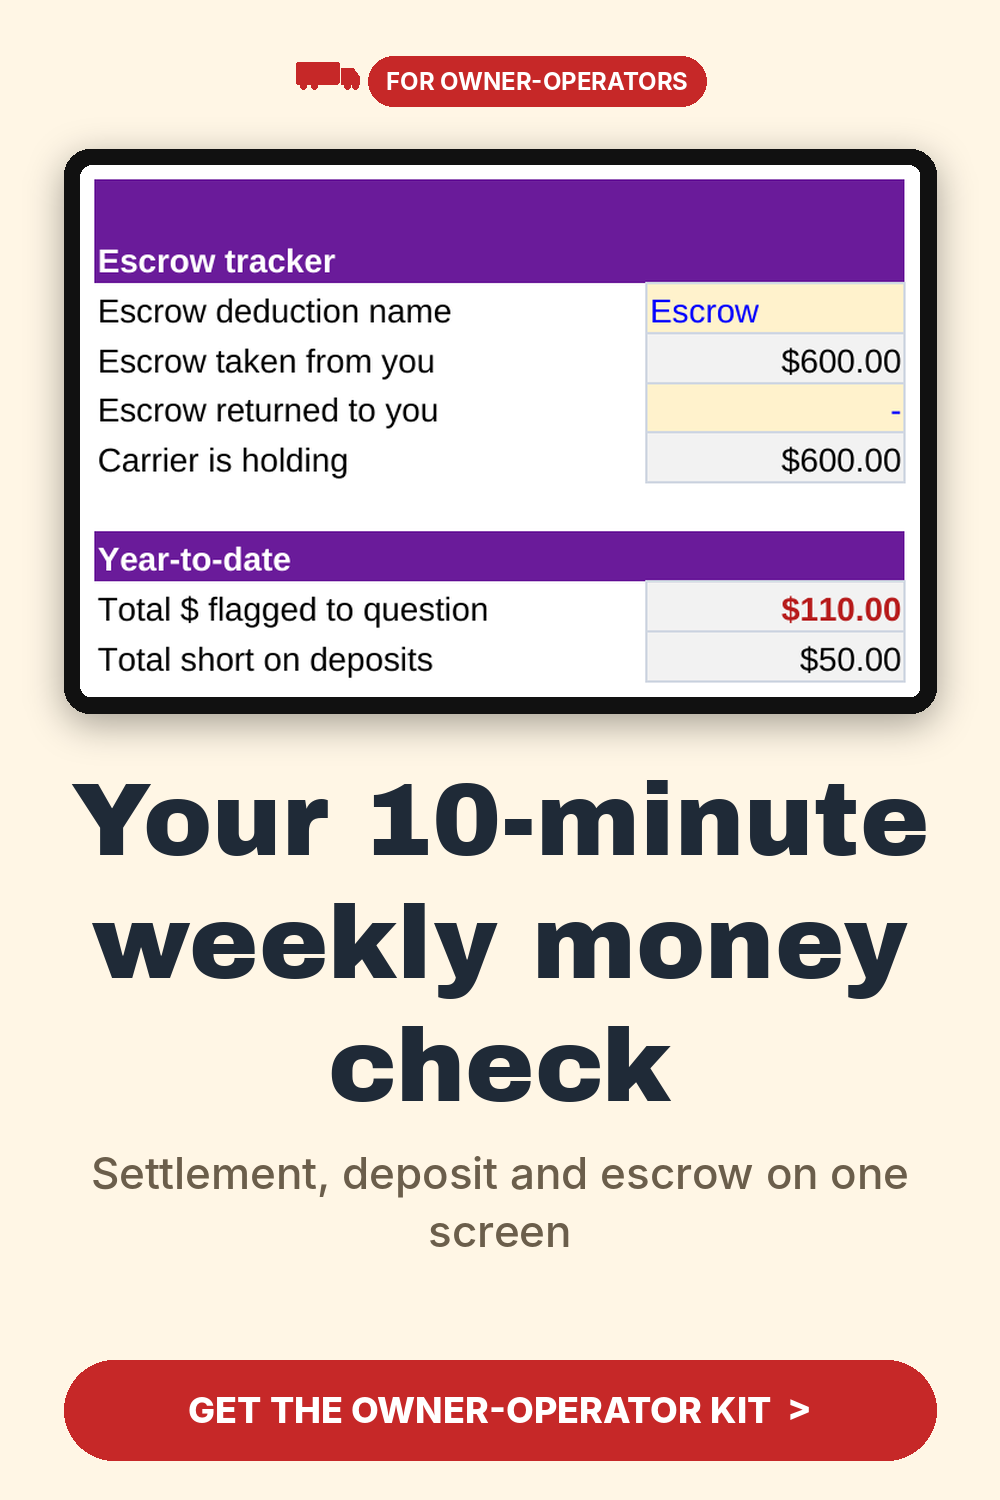 FOR OWNER-OPERATORS
Escrow tracker
Escrow deduction name Escrow
Escrow taken from you $600.00
Escrow returned to you -
Carrier is holding $600.00
Year-to-date
Total $ flagged to question $110.00
Total short on deposits $50.00
Your 10-minute
weekly money
check
Settlement, deposit and escrow on one
screen
GET THE OWNER-OPERATOR KIT >